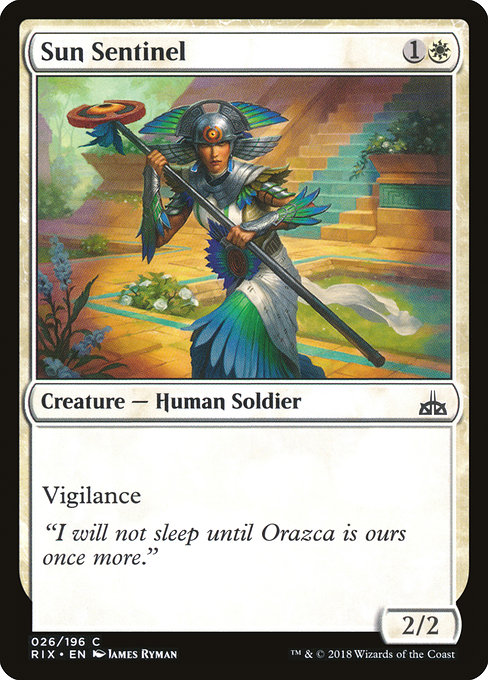 Sun Sentinel 1
Creature — Human Soldier
Vigilance
“I will not sleep until Orazca is ours
once more.”
2/2
026/196 C
RIX • EN James Ryman
™ & © 2018 Wizards of the Coast